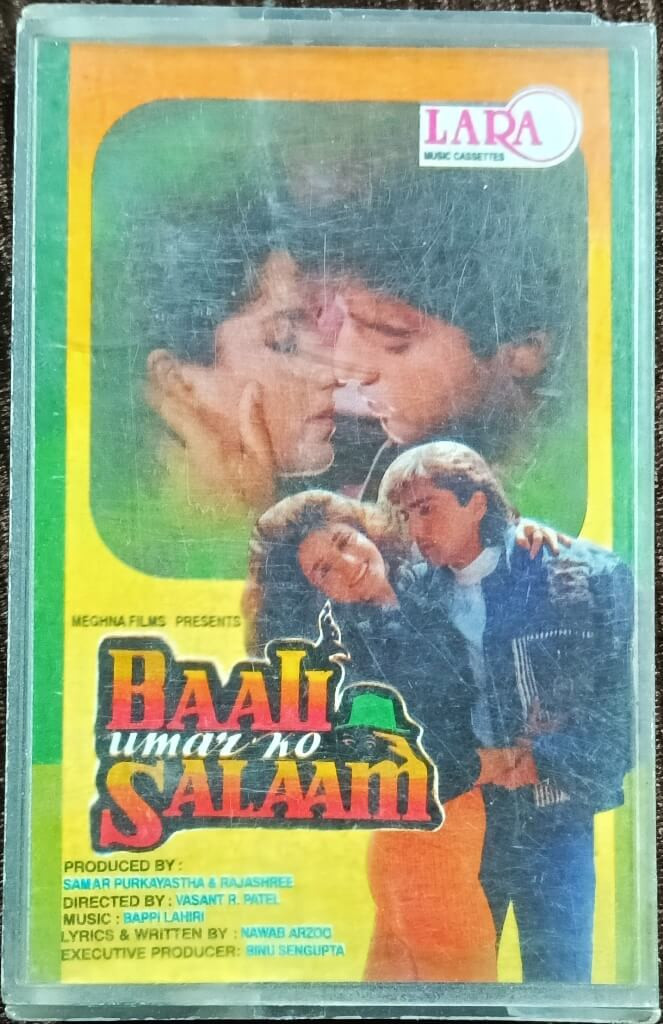 LARA
MUSIC CASSETTES
MEGHNA FILMS PRESENTS
BAALI
umar ko
SALAAM
PRODUCED BY :
SAMAR PURKAYASTHA & RAJASHREE
DIRECTED BY : VASANT R. PATEL
MUSIC : BAPPI LAHIRI
LYRICS & WRITTEN BY : NAWAB ARZOO
EXECUTIVE PRODUCER: BINU SENGUPTA